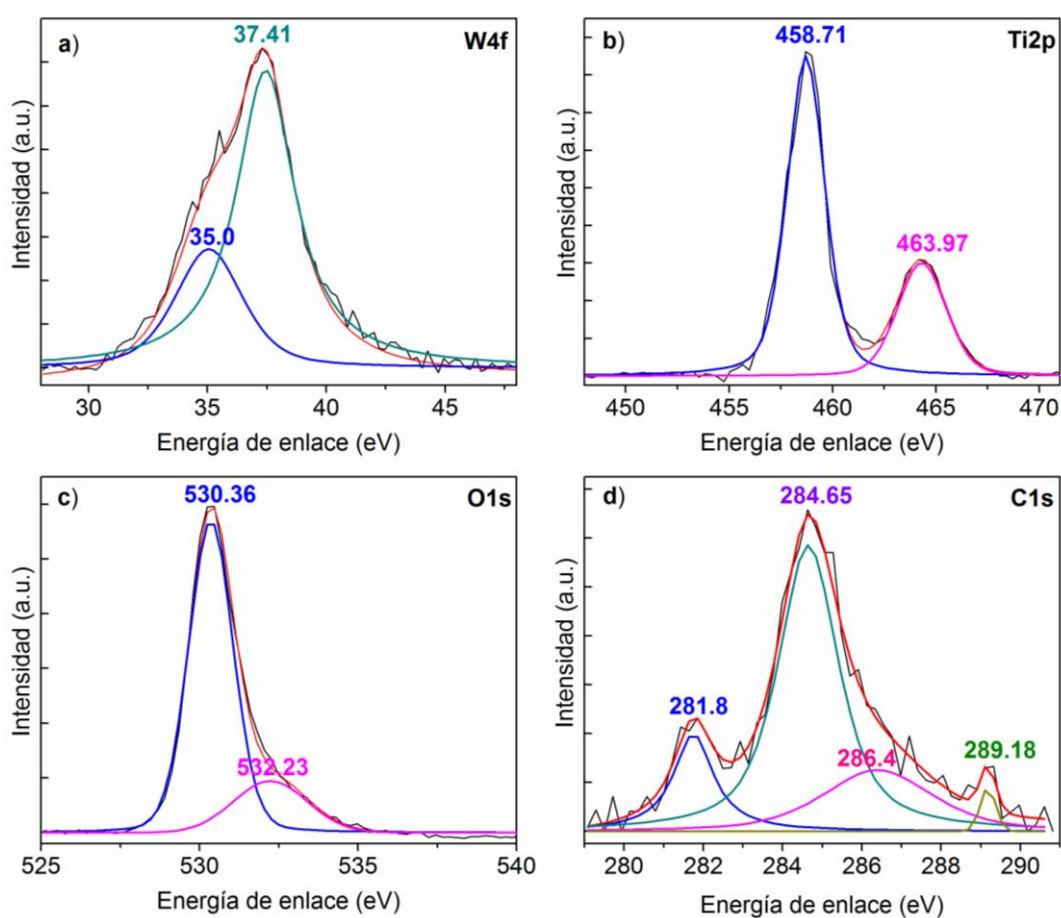 a)
37.41
W4f
35.0
Intensidad (a.u.)
30 35 40 45
Energía de enlace (eV)
b)
458.71
Ti2p
463.97
Intensidad (a.u.)
450 455 460 465 470
Energía de enlace (eV)
c)
530.36
O1s
532.23
Intensidad (a.u.)
525 530 535 540
Energía de enlace (eV)
d)
284.65
C1s
281.8
286.4
289.18
Intensidad (a.u.)
280 282 284 286 288 290
Energía de enlace (eV)